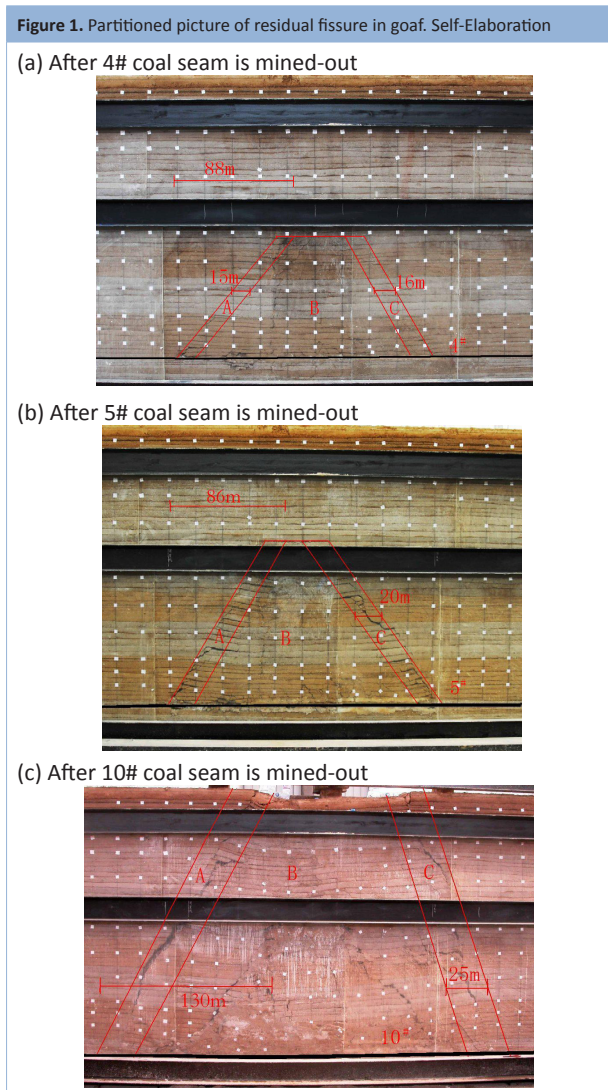 Figure 1. Partitioned picture of residual fissure in goaf. Self-Elaboration
(a) After 4# coal seam is mined-out
88m
15m
16m
A
B
C
4#
(b) After 5# coal seam is mined-out
86m
20m
A
B
C
5#
(c) After 10# coal seam is mined-out
A
B
C
25m
130m
10#